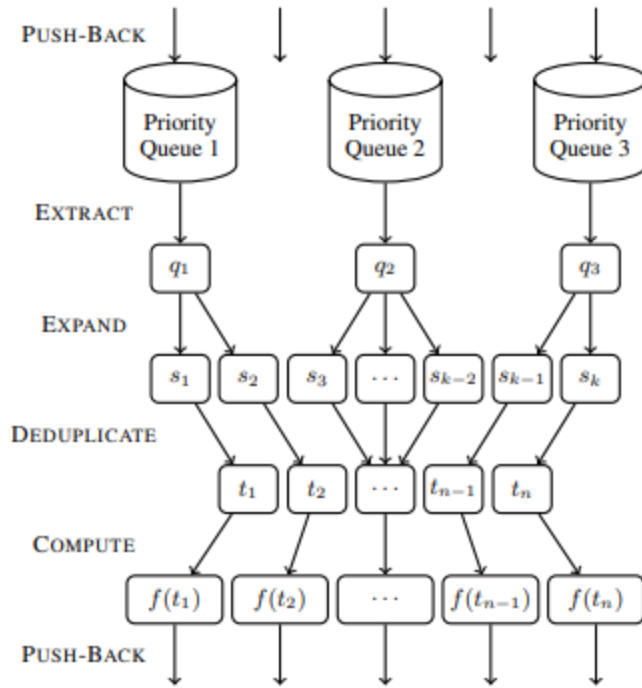 PUSH-BACK
Priority Queue 1
Priority Queue 2
Priority Queue 3
EXTRACT
q₁ q₂ q₃
EXPAND
s₁ s₂ s₃ ··· sₖ₋₂ sₖ₋₁ sₖ
DEDUPLICATE
t₁ t₂ ··· tₙ₋₁ tₙ
COMPUTE
f(t₁) f(t₂) ··· f(tₙ₋₁) f(tₙ)
PUSH-BACK